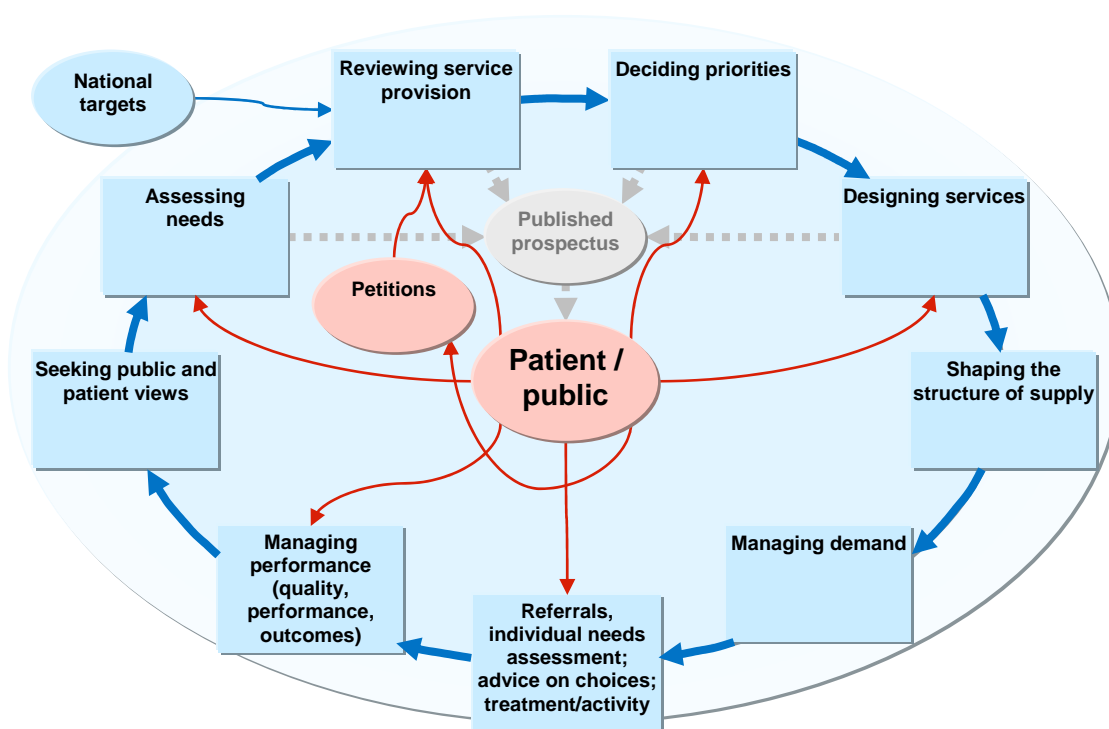 National
targets
Reviewing service
provision
Deciding priorities
Assessing
needs
Published
prospectus
Designing services
Petitions
Patient /
public
Seeking public and
patient views
Shaping the
structure of supply
Managing
performance
(quality,
performance,
outcomes)
Managing demand
Referrals,
individual needs
assessment;
advice on choices;
treatment/activity